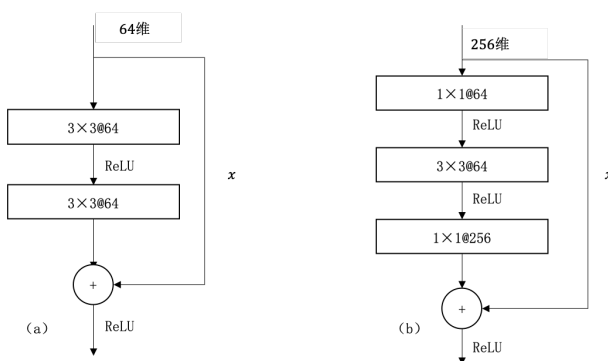 64维
3×3@64
ReLU
3×3@64
x
+
(a)
ReLU
256维
1×1@64
ReLU
3×3@64
ReLU
1×1@256
x
+
(b)
ReLU